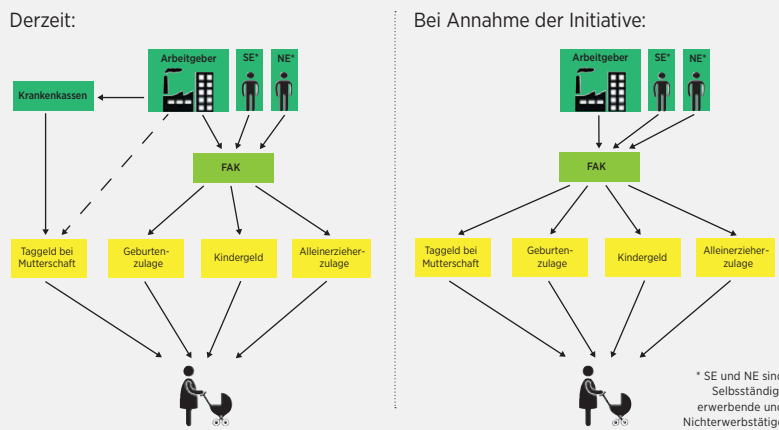 Derzeit:
Arbeitgeber
SE*
NE*
Krankenkassen
FAK
Taggeld bei
Mutterschaft
Geburten-
zulage
Kindergeld
Alleinerzieher-
zulage
Bei Annahme der Initiative:
Arbeitgeber
SE*
NE*
FAK
Taggeld bei
Mutterschaft
Geburten-
zulage
Kindergeld
Alleinerzieher-
zulage
* SE und NE sind
Selbsständig-
erwerbende und
Nichterwerbstätige